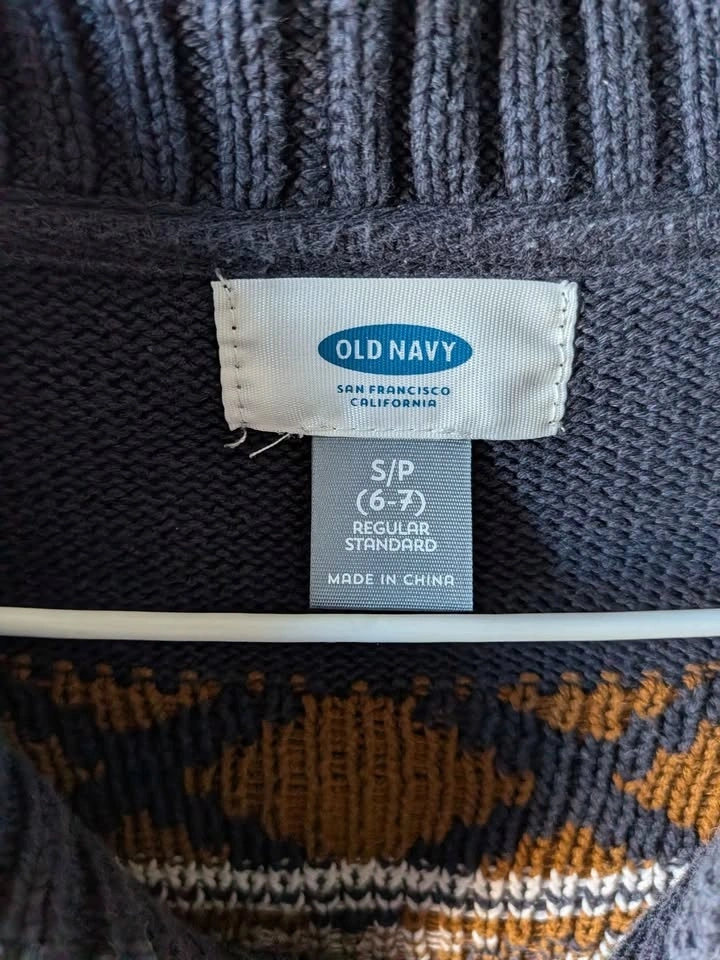 OLD NAVY
SAN FRANCISCO
CALIFORNIA
S/P
(6-7)
REGULAR
STANDARD
MADE IN CHINA